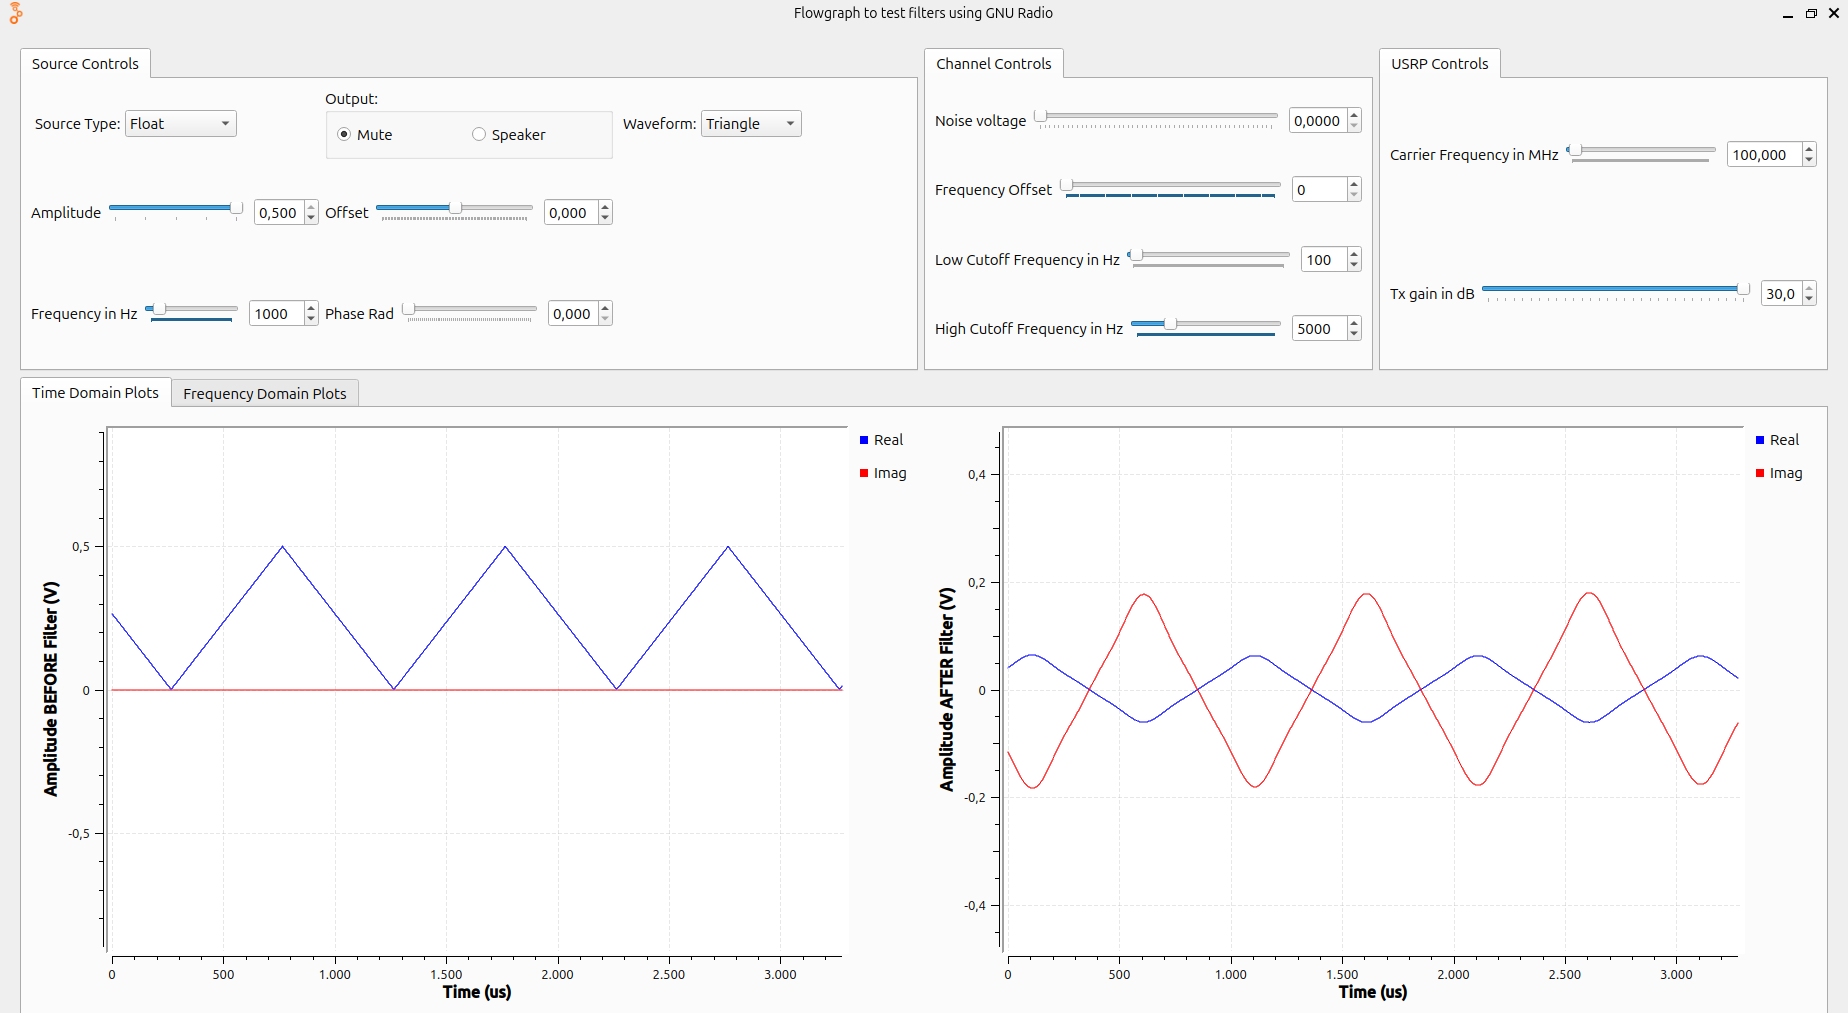 Flowgraph to test filters using GNU Radio
Source Controls
Source Type: Float
Output:
Mute Speaker
Waveform: Triangle
Amplitude 0,500 Offset 0,000
Frequency in Hz 1000 Phase Rad 0,000
Channel Controls
Noise voltage 0,0000
Frequency Offset 0
Low Cutoff Frequency in Hz 100
High Cutoff Frequency in Hz 5000
USRP Controls
Carrier Frequency in MHz 100,000
Tx gain in dB 30,0
Time Domain Plots Frequency Domain Plots
Amplitude BEFORE Filter (V)
0,5
0
-0,5
0 500 1.000 1.500 2.000 2.500 3.000
Time (us)
Real
Imag
Amplitude AFTER Filter (V)
0,4
0,2
0
-0,2
-0,4
0 500 1.000 1.500 2.000 2.500 3.000
Time (us)
Real
Imag